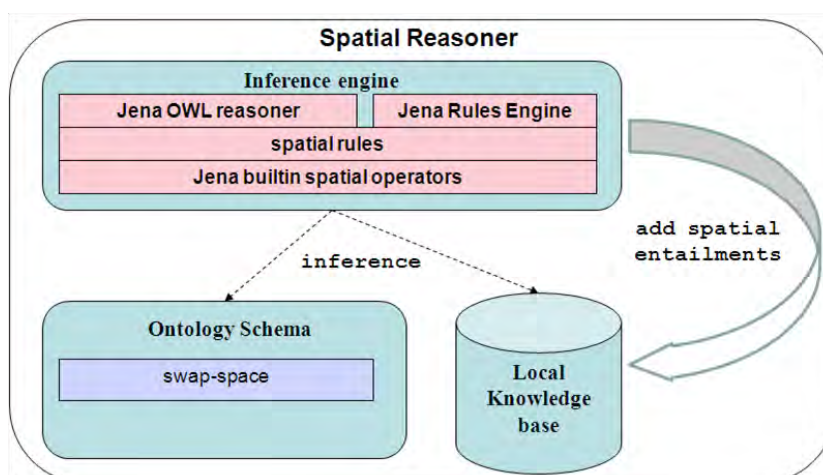 Spatial Reasoner
Inference engine
Jena OWL reasoner
Jena Rules Engine
spatial rules
Jena builtin spatial operators
add spatial
entailments
inference
Ontology Schema
swap-space
Local
Knowledge
base